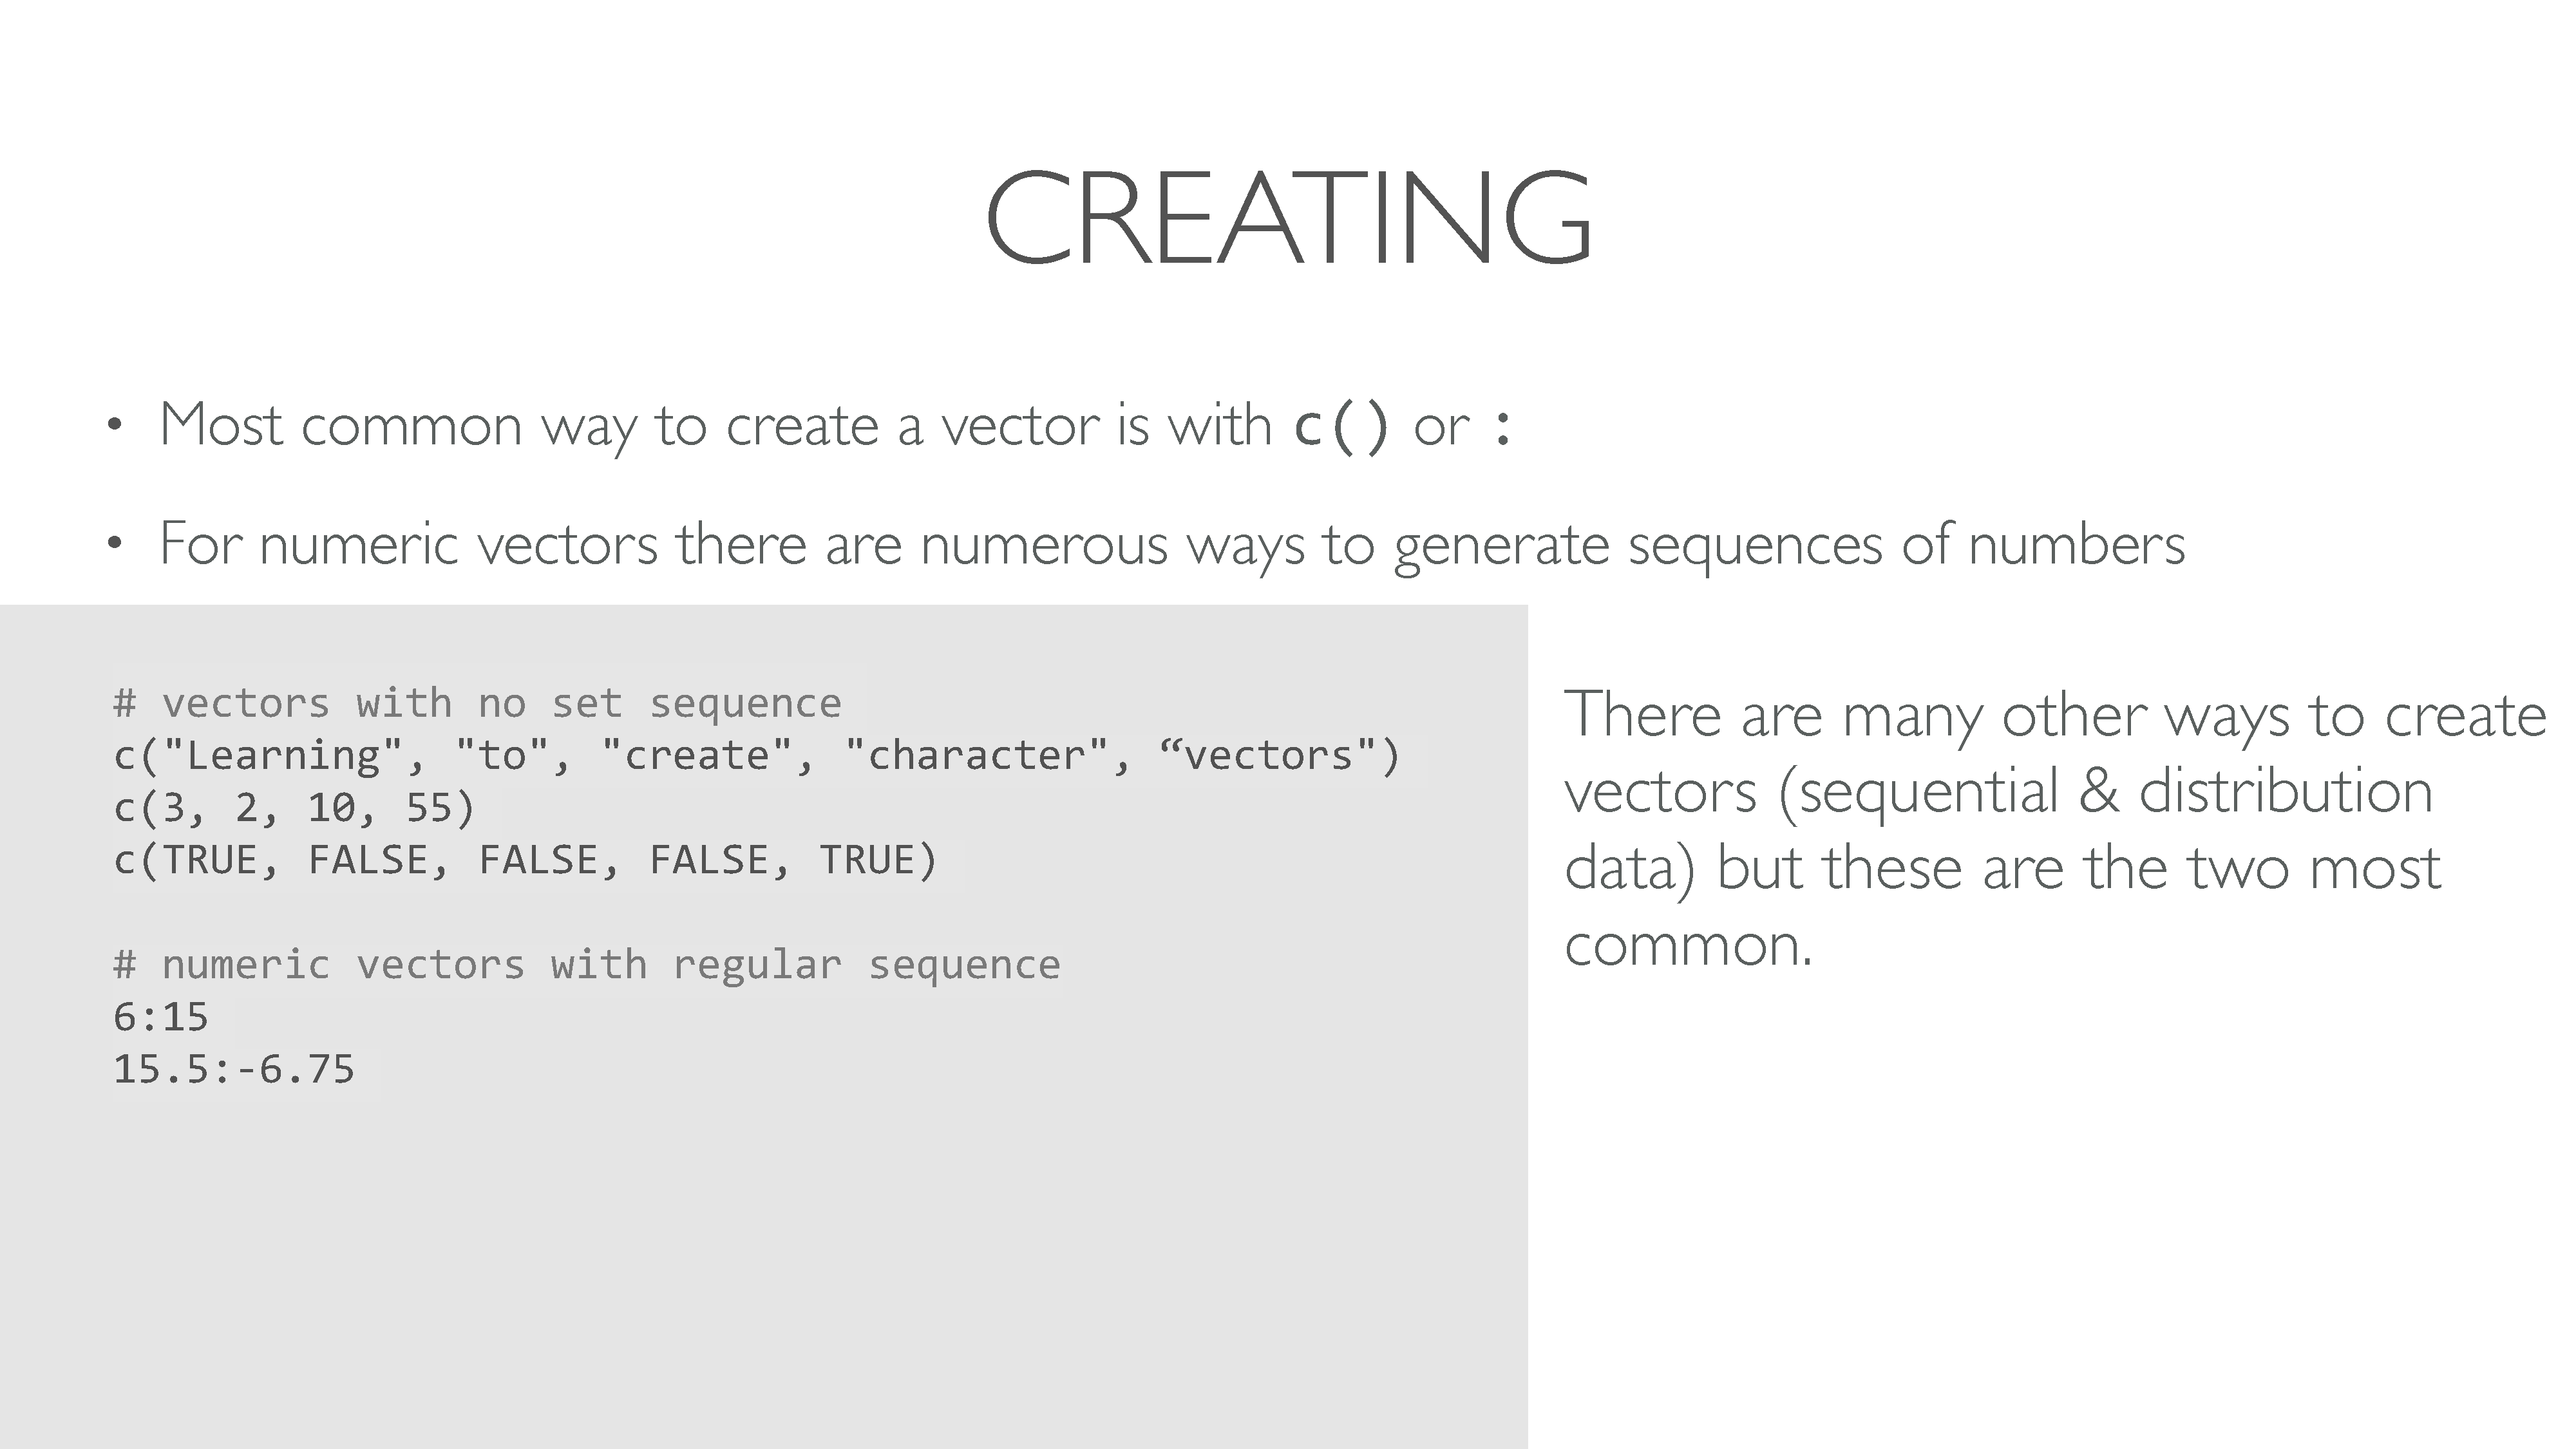 CREATING
• Most common way to create a vector is with c() or :
• For numeric vectors there are numerous ways to generate sequences of numbers
# vectors with no set sequence
c("Learning", "to", "create", "character", “vectors")
c(3, 2, 10, 55)
c(TRUE, FALSE, FALSE, FALSE, TRUE)
# numeric vectors with regular sequence
6:15
15.5:-6.75
There are many other ways to create
vectors (sequential & distribution
data) but these are the two most
common.